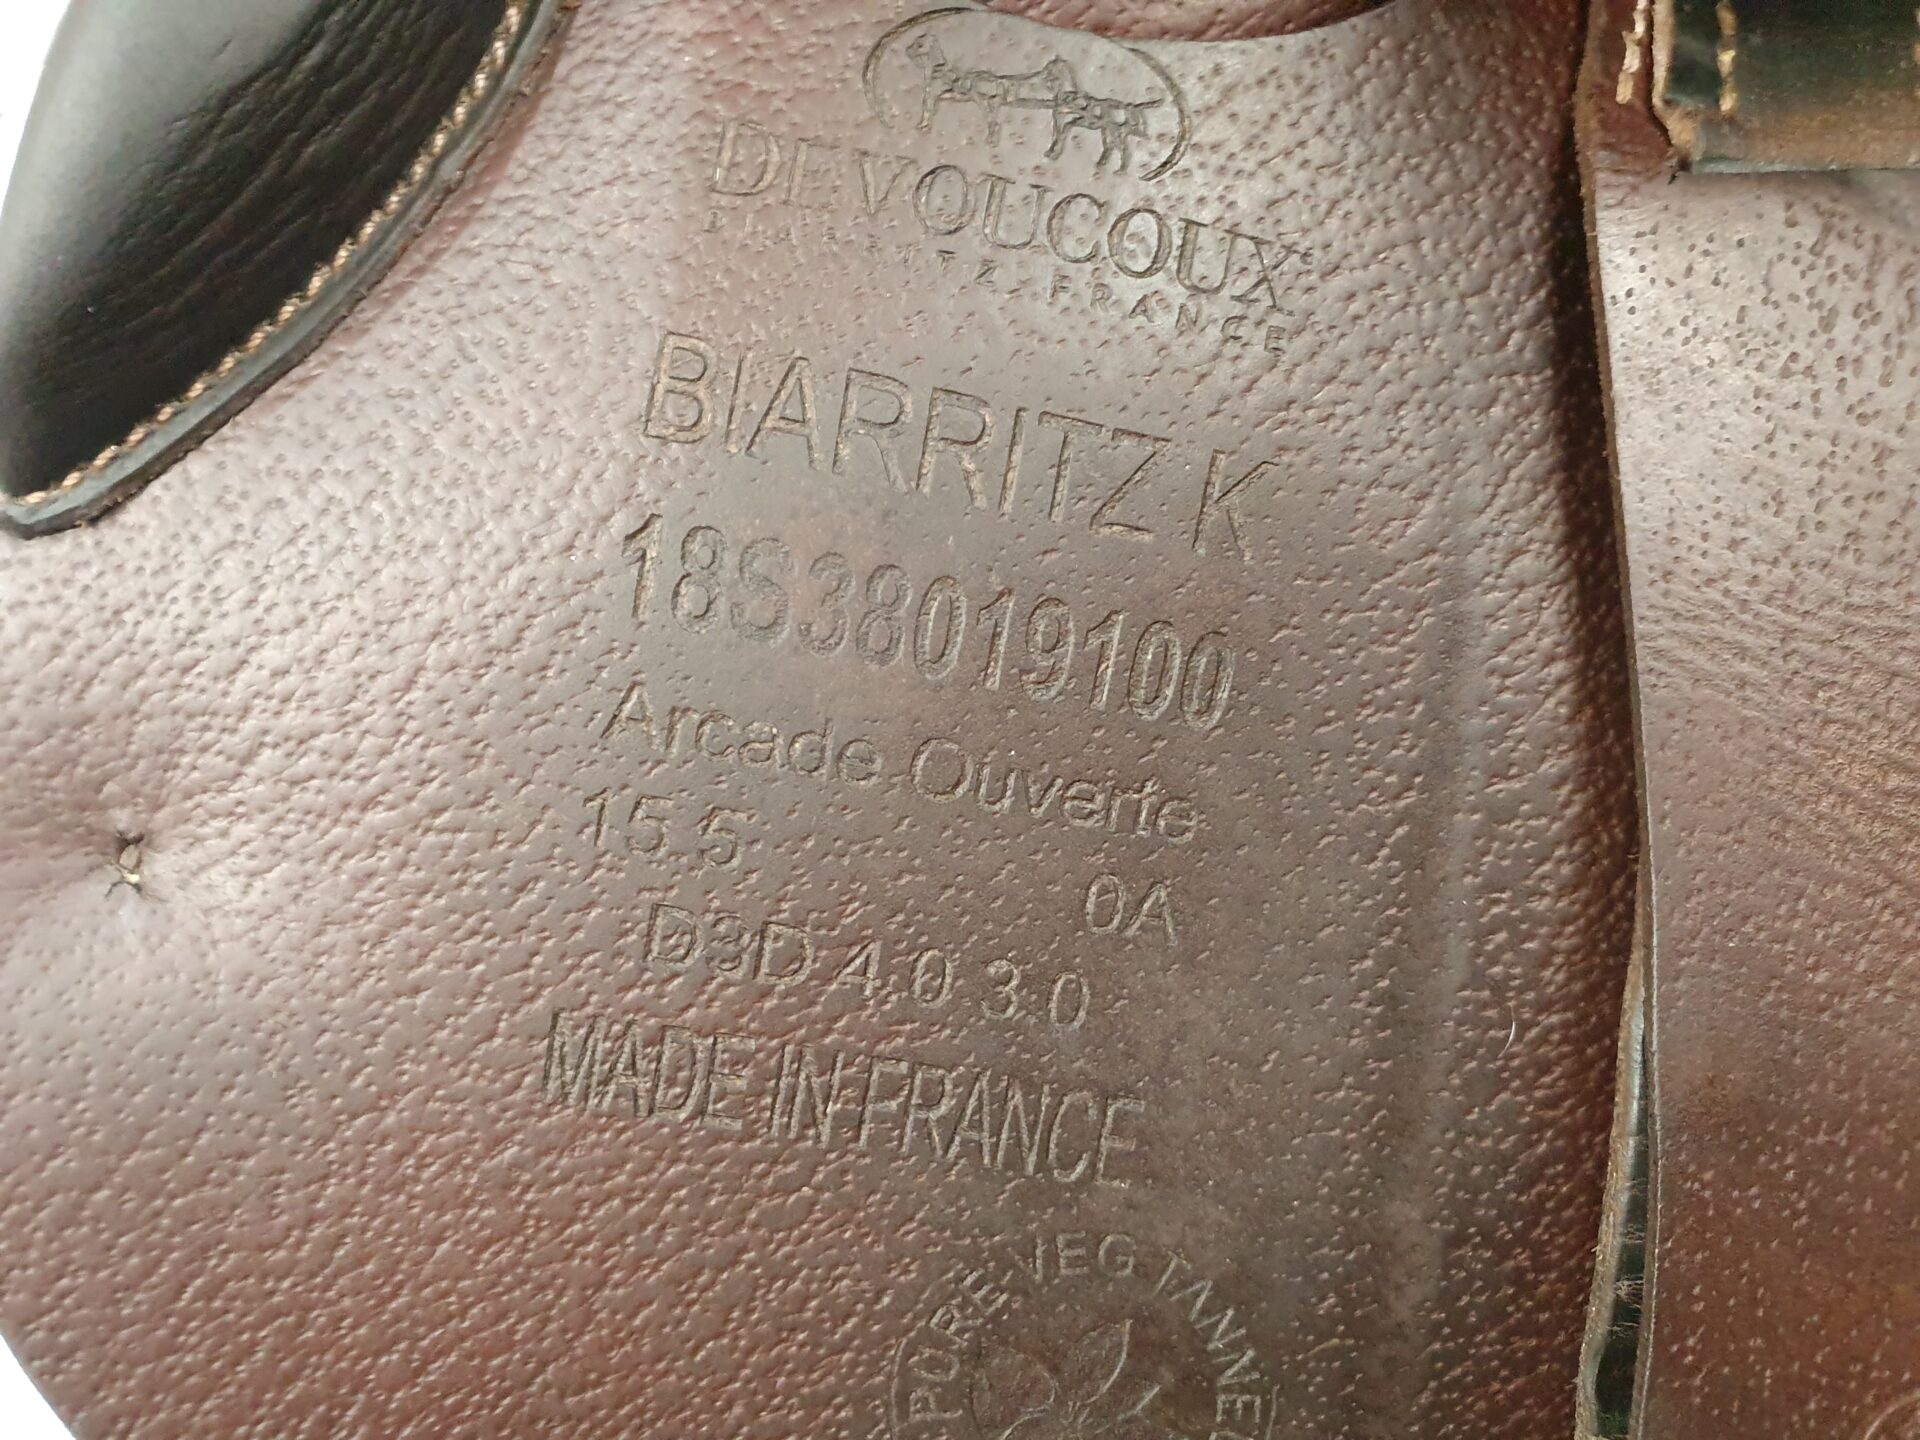 DEVOUCOUX
BIARRITZ FRANCE
BIARRITZ K
18S38019100
Arcade Ouverte
15.5 0A
D3D 4.0 3.0
MADE IN FRANCE
PURE VEG TANNED